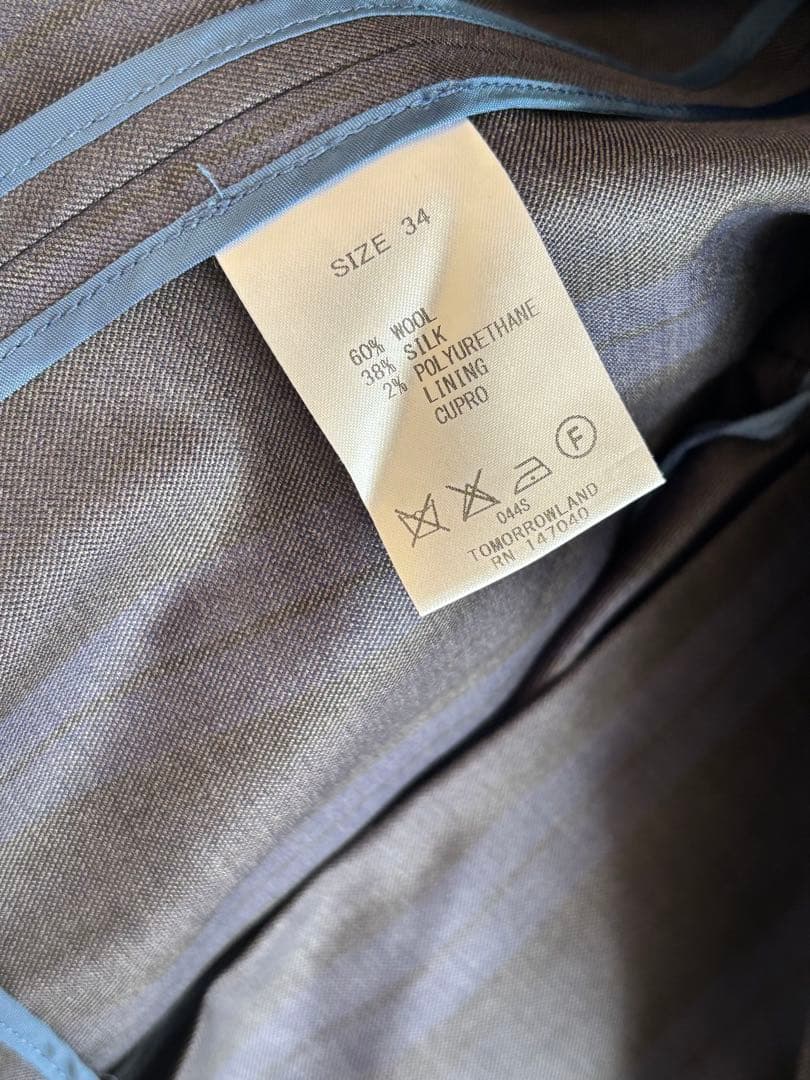 SIZE 34
60% WOOL
38% SILK
2% POLYURETHANE
LINING
CUPRO
F
044S
TOMORROWLAND
RN 147040